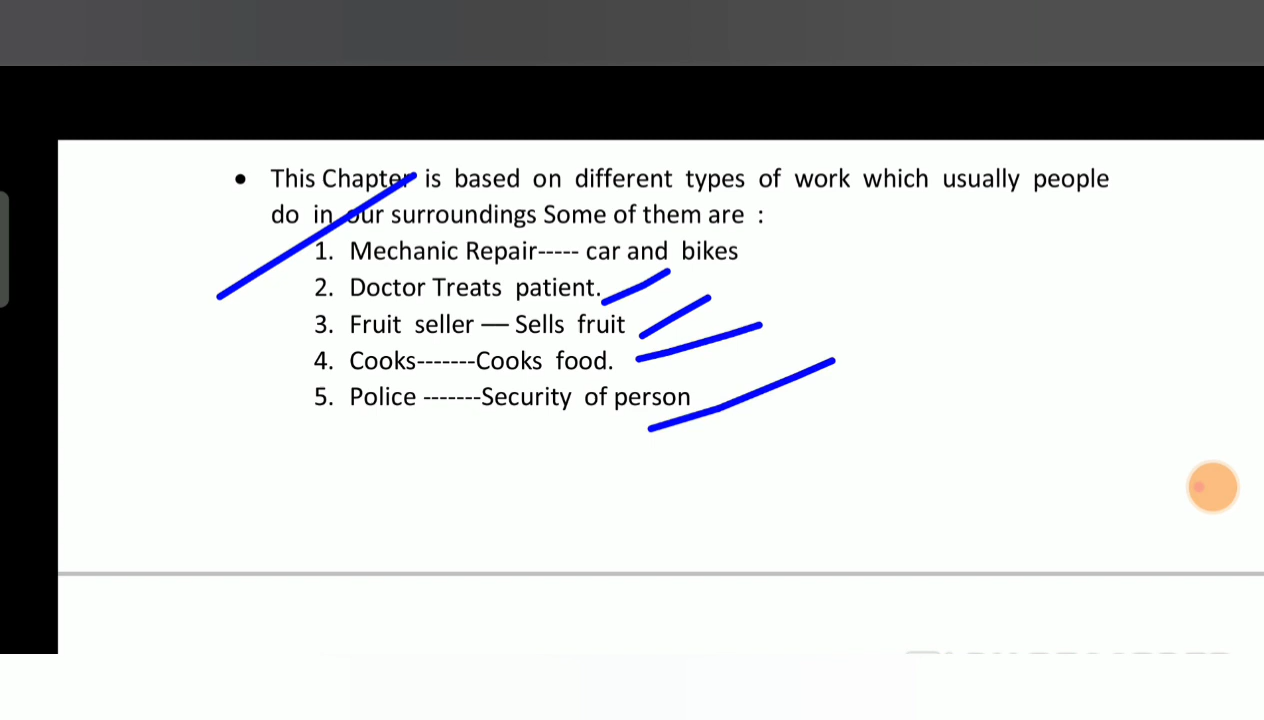 • This Chapter is based on different types of work which usually people
do in our surroundings Some of them are :
1. Mechanic Repair----- car and bikes
2. Doctor Treats patient.
3. Fruit seller — Sells fruit
4. Cooks-------Cooks food.
5. Police -------Security of person